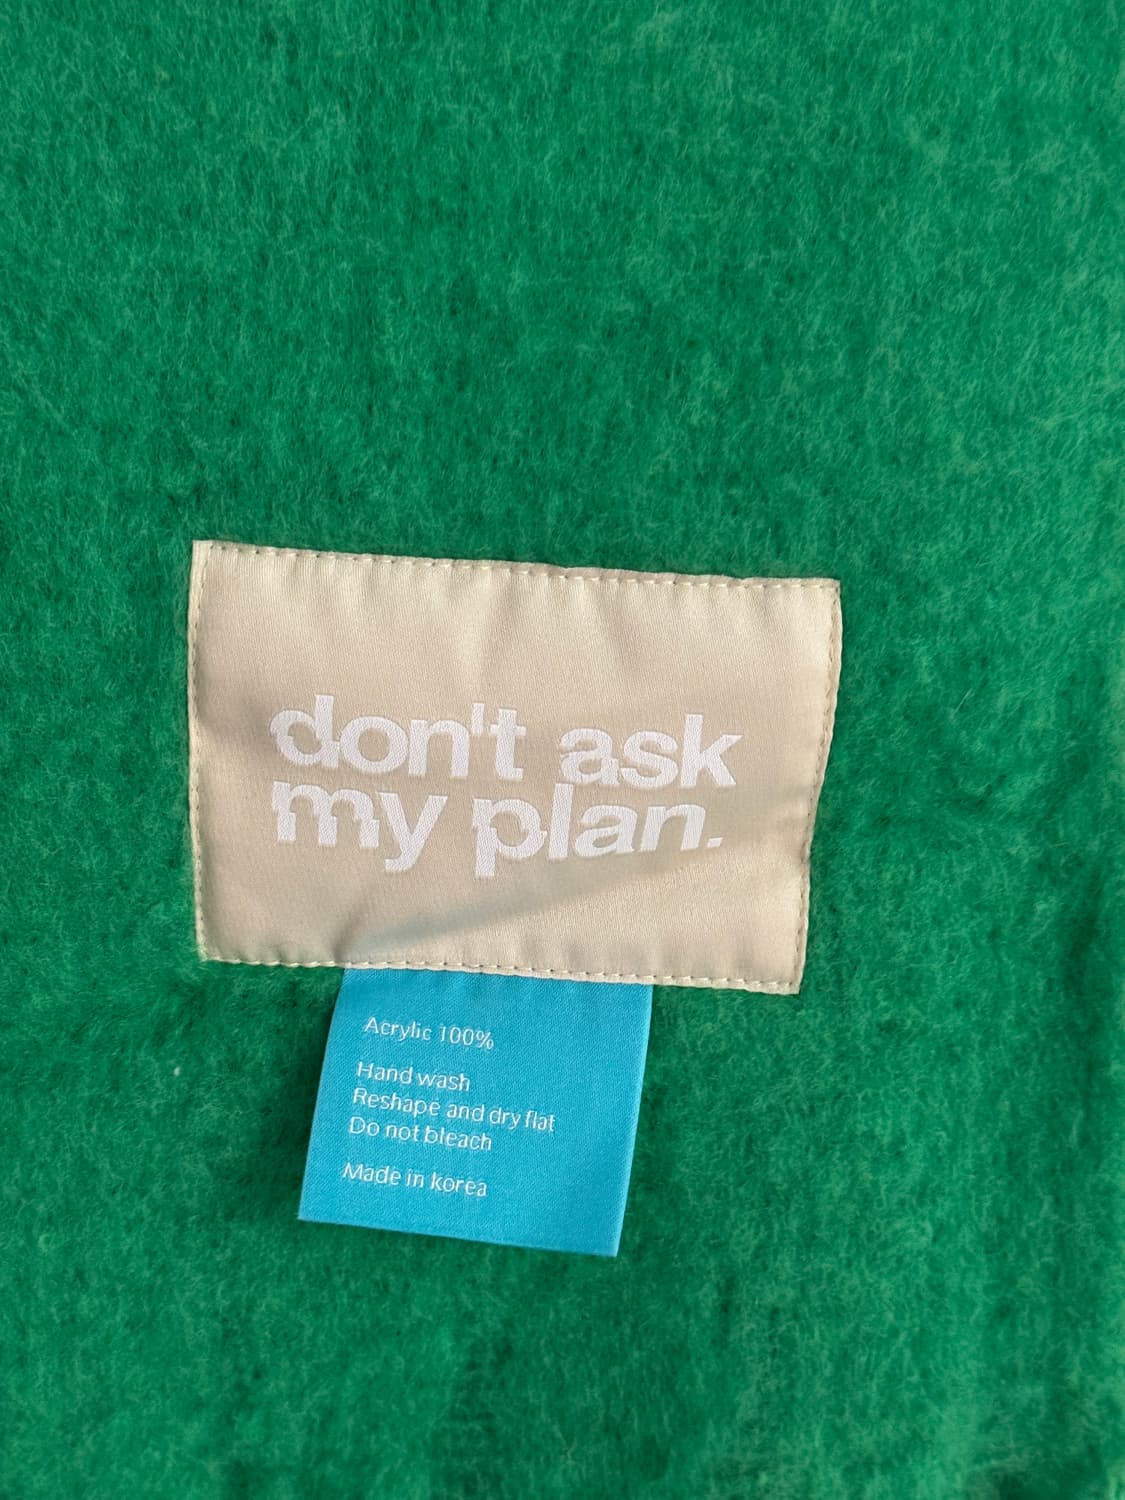 don't ask
my plan.
Acrylic 100%
Hand wash
Reshape and dry flat
Do not bleach
Made in korea